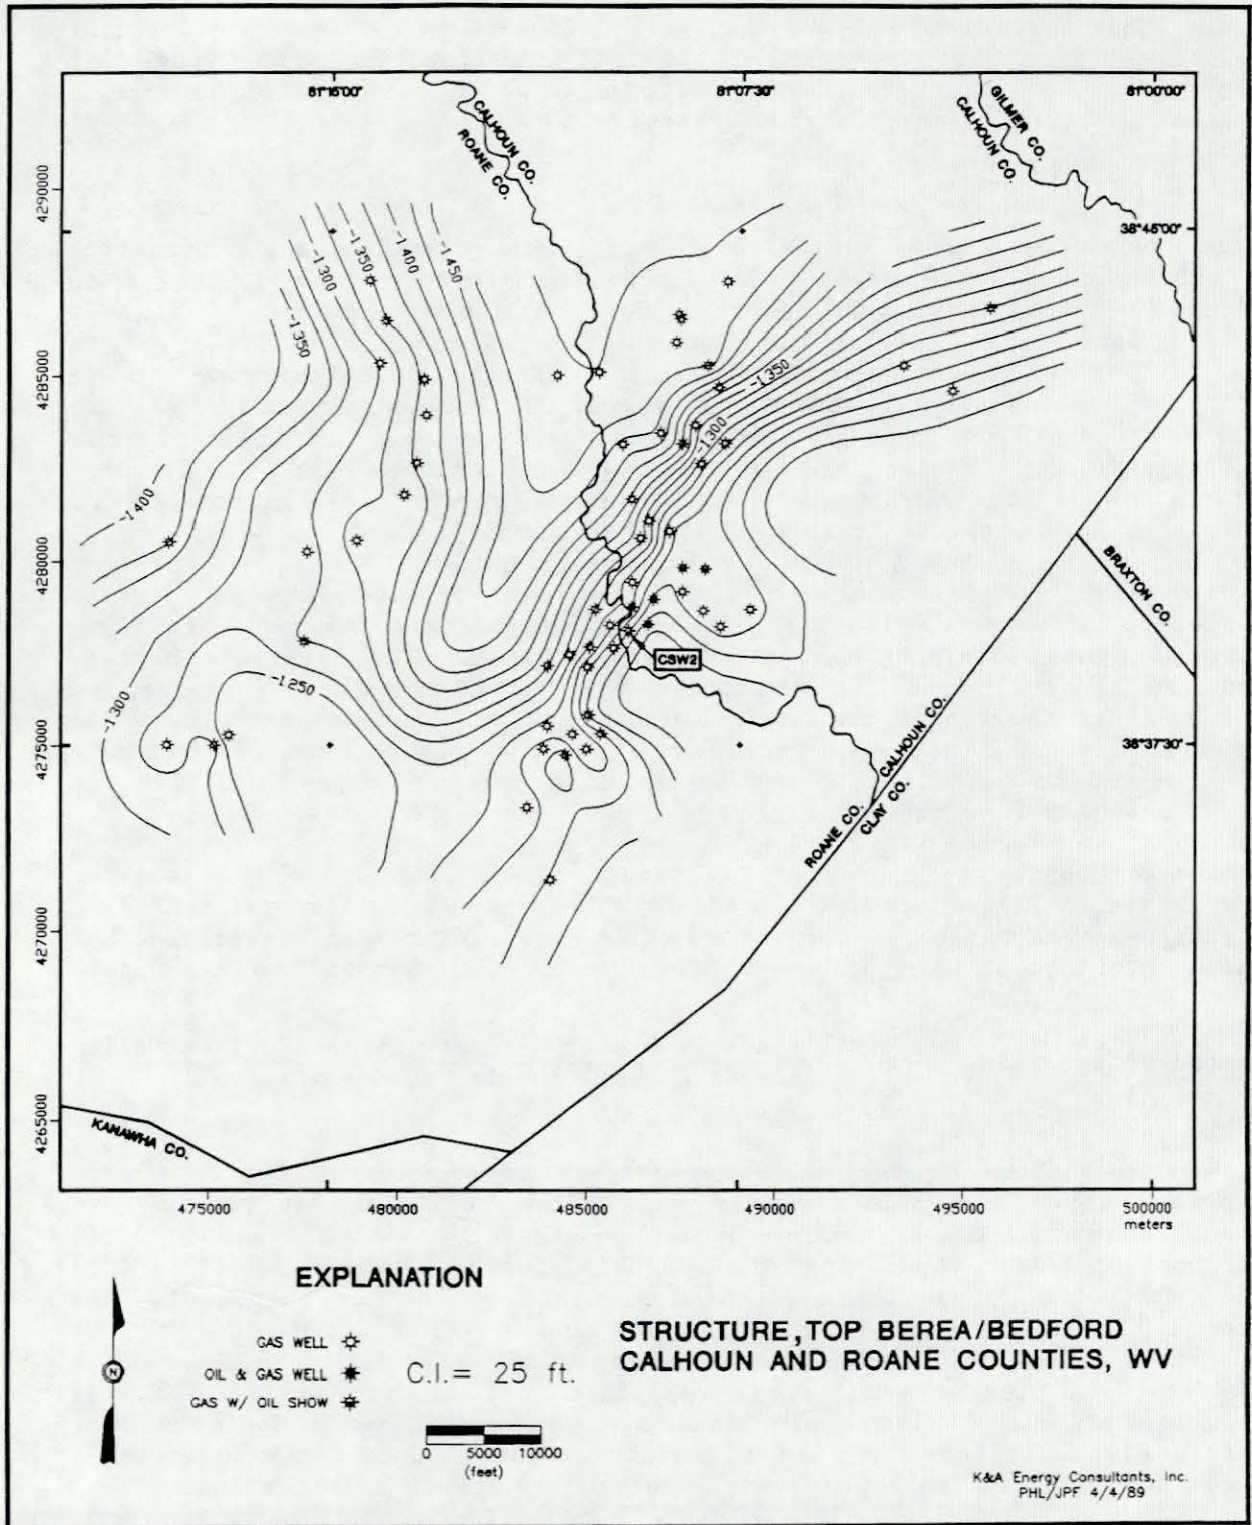 81°15'00" 81°07'30" 81°00'00"
CALHOUN CO.
ROANE CO.
GILMER CO.
CALHOUN CO.
4290000
38°45'00"
-1300
-1350
-1400
-1450
-1350
4285000
-1350
-1300
-1400
4280000
BRAXTON CO.
CSW2
-1250
-1300
4275000
38°37'30"
CALHOUN CO.
ROANE CO.
CLAY CO.
4270000
4265000
KANAWHA CO.
475000 480000 485000 490000 495000 500000
meters
EXPLANATION
GAS WELL
OIL & GAS WELL
GAS W/ OIL SHOW
N
C.I.= 25 ft.
0 5000 10000
(feet)
STRUCTURE, TOP BEREA/BEDFORD
CALHOUN AND ROANE COUNTIES, WV
K&A Energy Consultants, Inc.
PHL/JPF 4/4/89